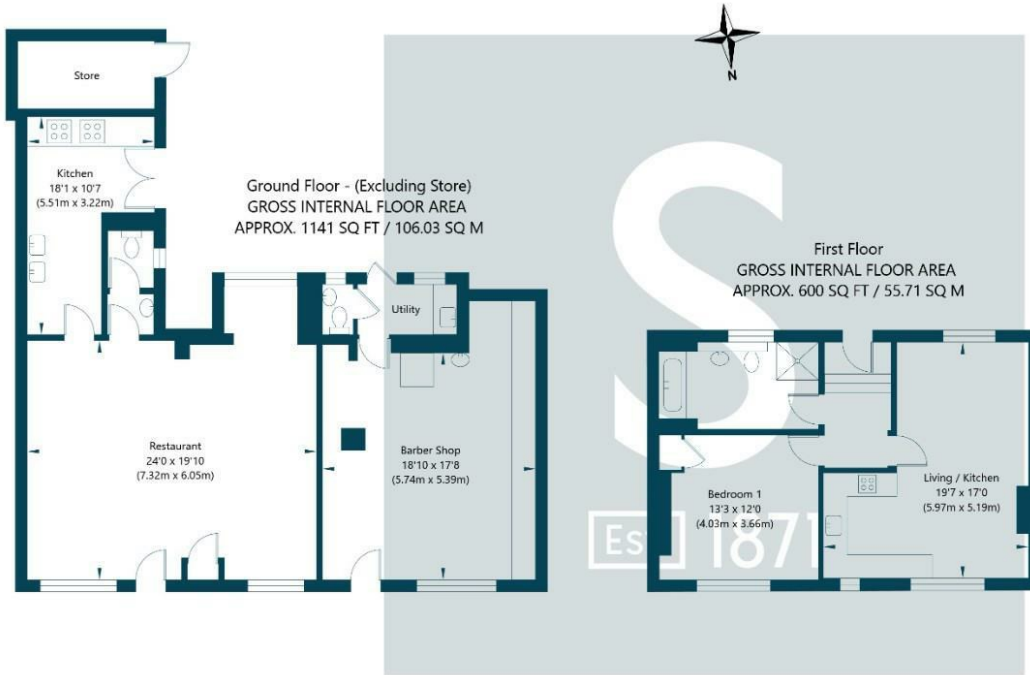 Store
N
Kitchen
18'1 x 10'7
(5.51m x 3.22m)
Ground Floor - (Excluding Store)
GROSS INTERNAL FLOOR AREA
APPROX. 1141 SQ FT / 106.03 SQ M
First Floor
GROSS INTERNAL FLOOR AREA
APPROX. 600 SQ FT / 55.71 SQ M
Utility
Restaurant
24'0 x 19'10
(7.32m x 6.05m)
Barber Shop
18'10 x 17'8
(5.74m x 5.39m)
Bedroom 1
13'3 x 12'0
(4.03m x 3.66m)
Living / Kitchen
19'7 x 17'0
(5.97m x 5.19m)
S
Est 1871